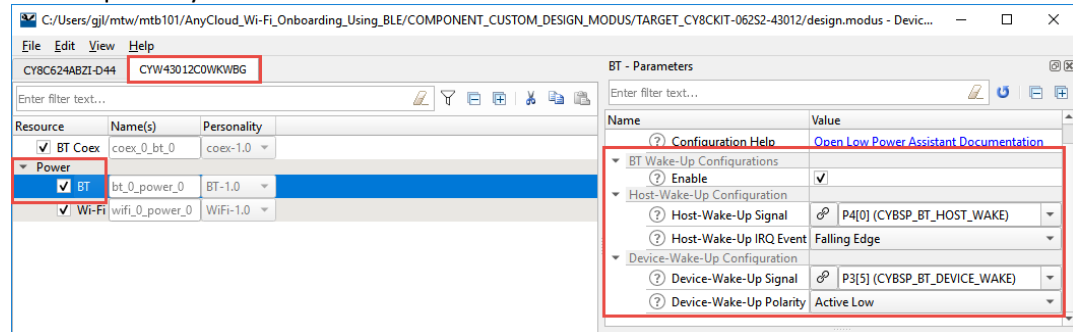 C:/Users/gjl/mtw/mtb101/AnyCloud_Wi-Fi_Onboarding_Using_BLE/COMPONENT_CUSTOM_DESIGN_MODUS/TARGET_CY8CKIT-062S2-43012/design.modus - Devic...
File Edit View Help
CY8C624ABZI-D44 CYW43012C0WKWBG
Enter filter text...
Resource Name(s) Personality
BT Coex coex_0_bt_0 coex-1.0
Power
BT bt_0_power_0 BT-1.0
Wi-Fi wifi_0_power_0 WiFi-1.0
BT - Parameters
Enter filter text...
Name Value
Configuration Help Open Low Power Assistant Documentation
BT Wake-Up Configurations
Enable
Host-Wake-Up Configuration
Host-Wake-Up Signal P4[0] (CYBSP_BT_HOST_WAKE)
Host-Wake-Up IRQ Event Falling Edge
Device-Wake-Up Configuration
Device-Wake-Up Signal P3[5] (CYBSP_BT_DEVICE_WAKE)
Device-Wake-Up Polarity Active Low